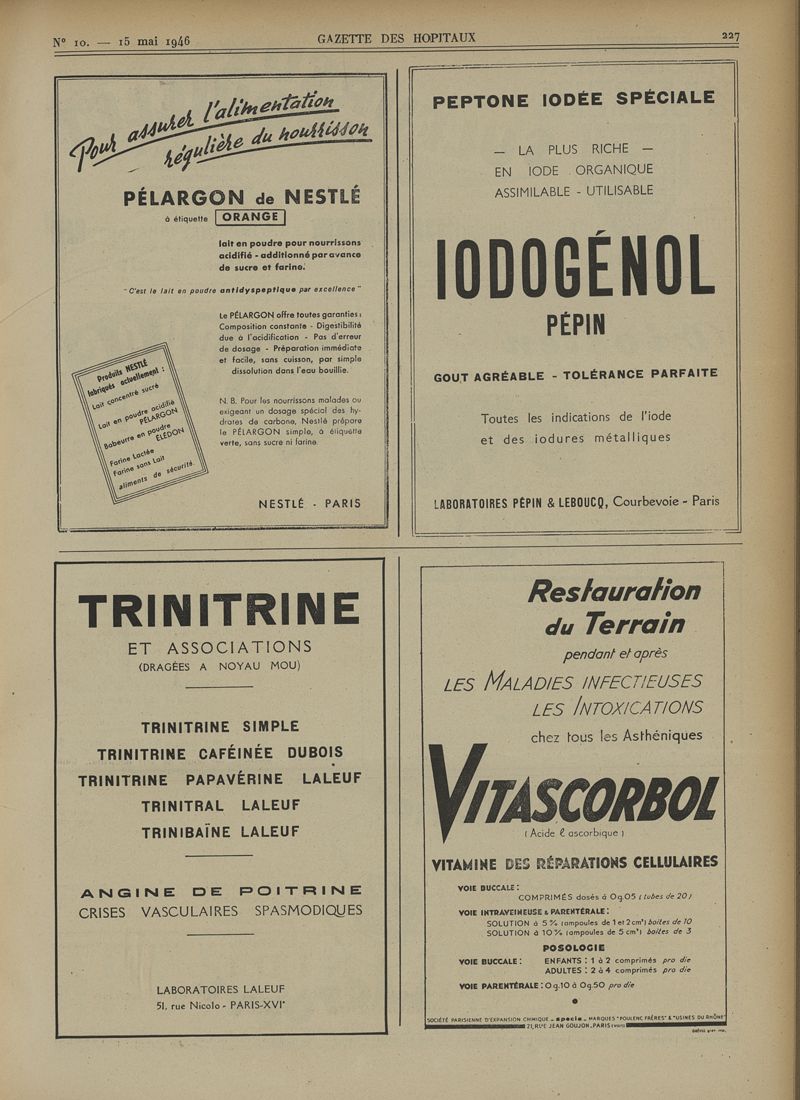 N° 10. — 15 mai 1946
GAZETTE DES HOPITAUX
227
Pour assurer l'alimentation
régulière du nourrisson
PÉLARGON de NESTLÉ
à étiquette ORANGE
lait en poudre pour nourrissons
acidifié - additionné par avance
de sucre et farine.
"C'est le lait en poudre antidyspeptique par excellence"
Le PÉLARGON offre toutes garanties :
Composition constante - Digestibilité
due à l'acidification - Pas d'erreur
de dosage - Préparation immédiate
et facile, sans cuisson, par simple
dissolution dans l'eau bouillie.
N. B. Pour les nourrissons malades ou
exigeant un dosage spécial des hy-
drates de carbone, Nestlé prépare
le PÉLARGON simple, à étiquette
verte, sans sucre ni farine.
Produits NESTLÉ
fabriqués actuellement :
Lait concentré sucré
Lait en poudre acidifié
PÉLARGON
Babeurre en poudre
ÉLÉDON
Farine Lactée
Farine sans Lait
aliments de sécurité.
NESTLÉ - PARIS
PEPTONE IODÉE SPÉCIALE
— LA PLUS RICHE —
EN IODE ORGANIQUE
ASSIMILABLE - UTILISABLE
IODOGÉNOL
PÉPIN
GOUT AGRÉABLE - TOLÉRANCE PARFAITE
Toutes les indications de l'iode
et des iodures métalliques
LABORATOIRES PÉPIN & LEBOUCQ, Courbevoie - Paris
TRINITRINE
ET ASSOCIATIONS
(DRAGÉES A NOYAU MOU)
TRINITRINE SIMPLE
TRINITRINE CAFÉINÉE DUBOIS
TRINITRINE PAPAVÉRINE LALEUF
TRINITRAL LALEUF
TRINIBAÏNE LALEUF
ANGINE DE POITRINE
CRISES VASCULAIRES SPASMODIQUES
LABORATOIRES LALEUF
51, rue Nicolo - PARIS-XVIe
Restauration
du Terrain
pendant et après
LES MALADIES INFECTIEUSES
LES INTOXICATIONS
chez tous les Asthéniques
VITASCORBOL
(Acide l ascorbique)
VITAMINE DES RÉPARATIONS CELLULAIRES
VOIE BUCCALE :
COMPRIMÉS dosés à 0g.05 (tubes de 20)
VOIE INTRAVEINEUSE & PARENTÉRALE :
SOLUTION à 5 % (ampoules de 1 et 2 cm³) boîtes de 10
SOLUTION à 10 % (ampoules de 5 cm³) boîtes de 3
POSOLOGIE
VOIE BUCCALE : ENFANTS : 1 à 2 comprimés pro die
ADULTES : 2 à 4 comprimés pro die
VOIE PARENTÉRALE : 0g.10 à 0g.50 pro die
SOCIÉTÉ PARISIENNE D'EXPANSION CHIMIQUE - specia - MARQUES "POULENC FRÈRES" & "USINES DU RHÔNE"
21, RUE JEAN GOUJON - PARIS